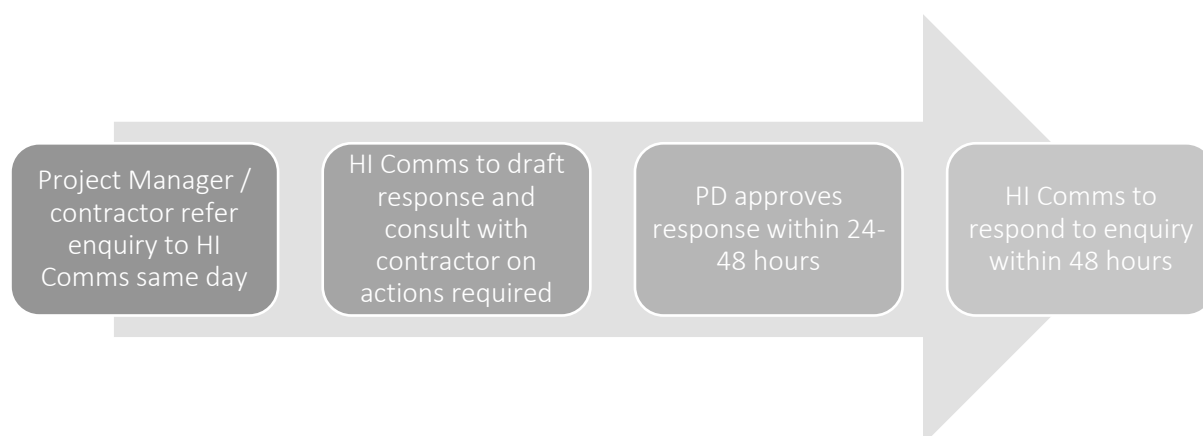 Project Manager /
contractor refer
enquiry to HI
Comms same day
HI Comms to draft
response and
consult with
contractor on
actions required
PD approves
response within 24-
48 hours
HI Comms to
respond to enquiry
within 48 hours